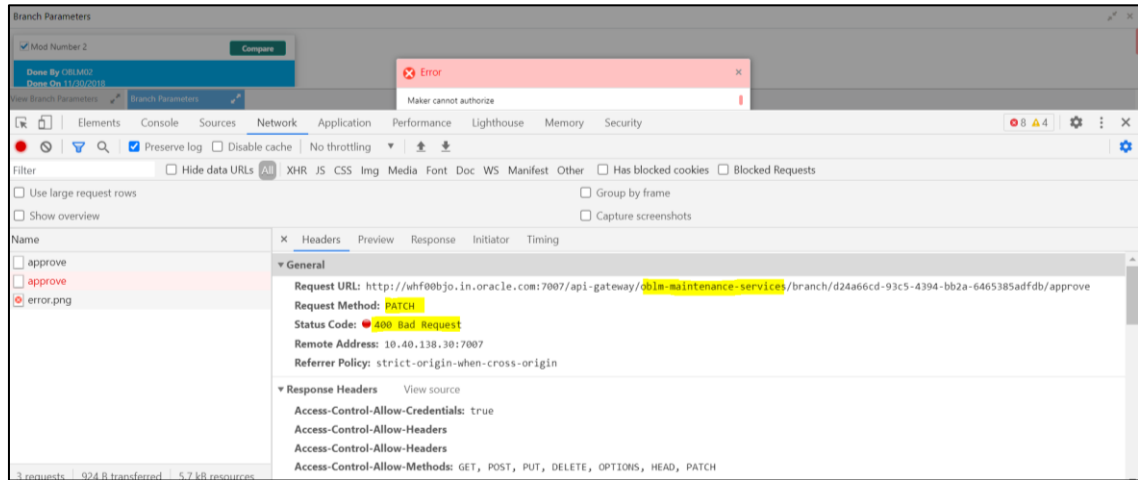 Branch Parameters
Mod Number 2 Compare
Done By OBLM02
Done On 11/30/2018
Error
Maker cannot authorize
View Branch Parameters Branch Parameters
Elements Console Sources Network Application Performance Lighthouse Memory Security 8 4
Preserve log Disable cache No throttling
Filter Hide data URLs All XHR JS CSS Img Media Font Doc WS Manifest Other Has blocked cookies Blocked Requests
Use large request rows Group by frame
Show overview Capture screenshots
Name Headers Preview Response Initiator Timing
approve
approve
error.png
General
Request URL: http://whf00bjo.in.oracle.com:7007/api-gateway/oblm-maintenance-services/branch/d24a66cd-93c5-4394-bb2a-6465385adfdb/approve
Request Method: PATCH
Status Code: 400 Bad Request
Remote Address: 10.40.138.30:7007
Referrer Policy: strict-origin-when-cross-origin
Response Headers View source
Access-Control-Allow-Credentials: true
Access-Control-Allow-Headers
Access-Control-Allow-Headers
Access-Control-Allow-Methods: GET, POST, PUT, DELETE, OPTIONS, HEAD, PATCH
3 requests 924 B transferred 5.7 kB resources